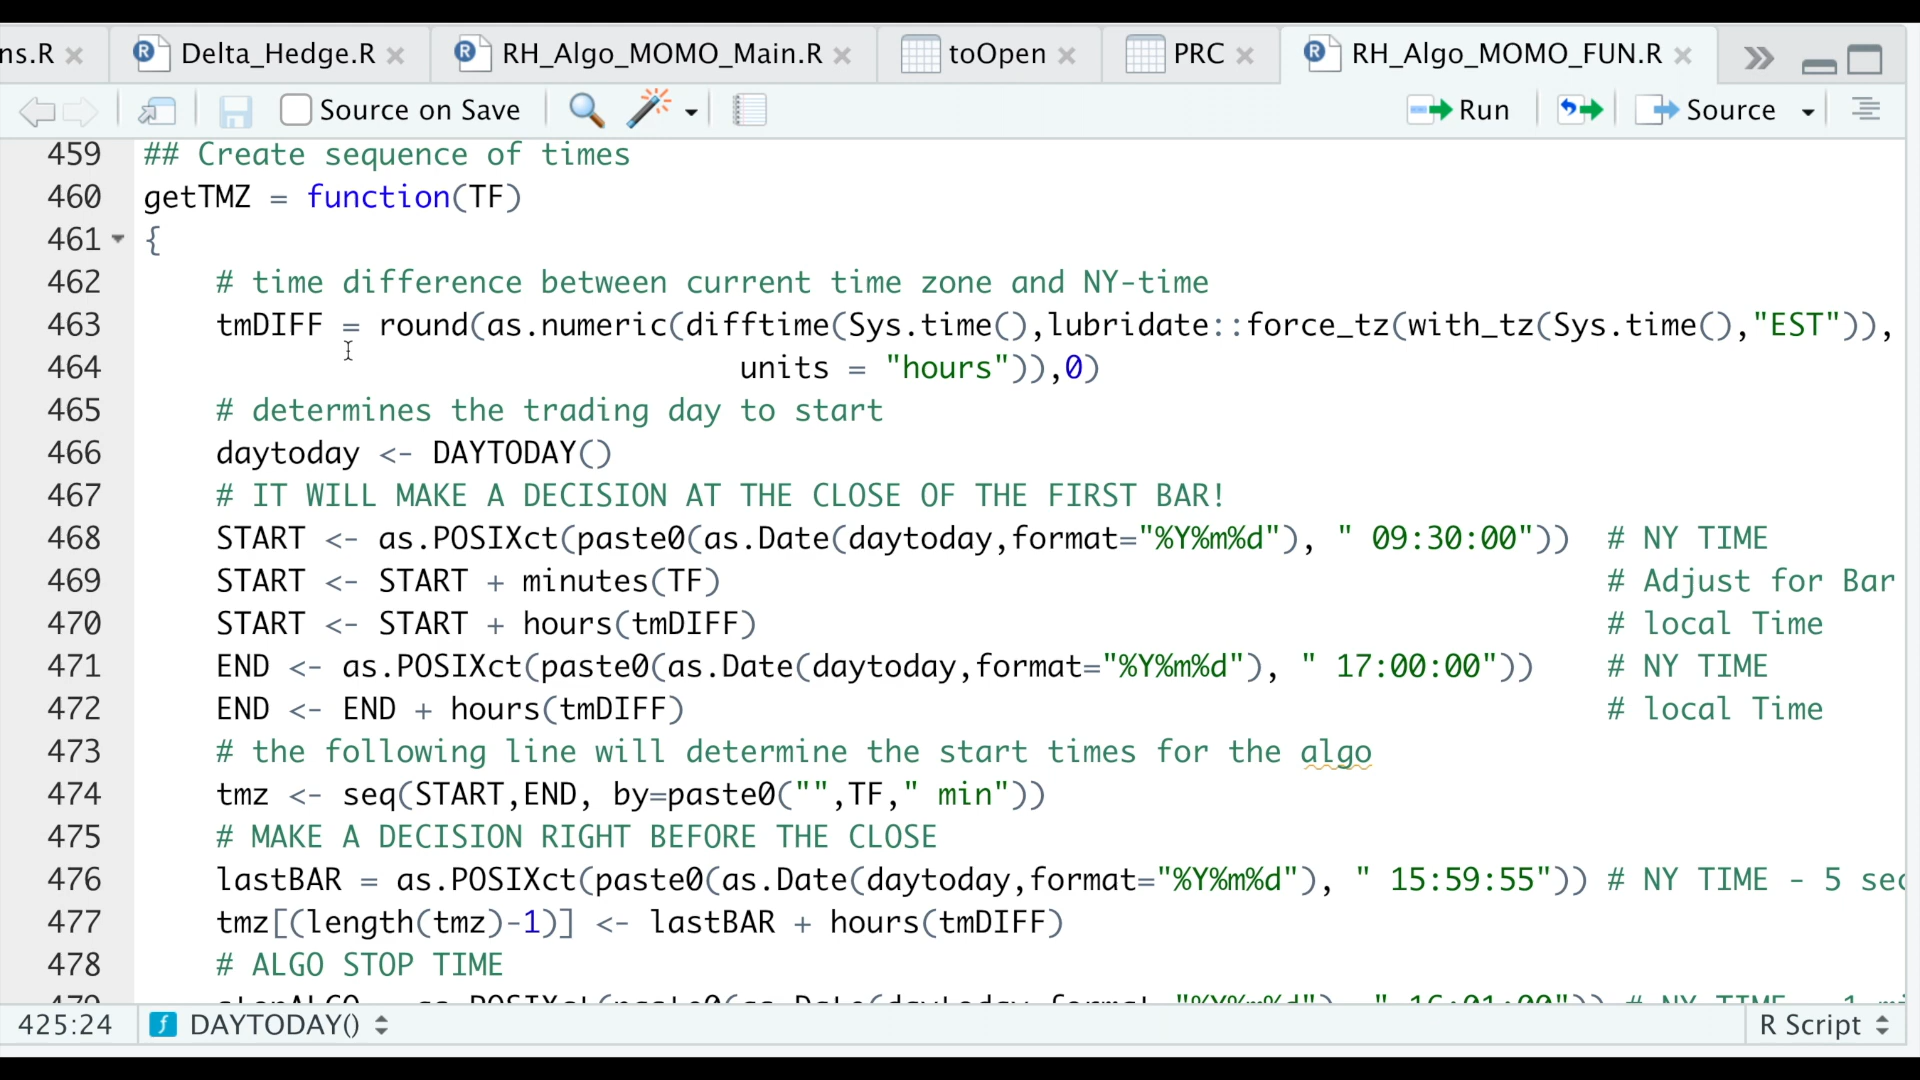 ns.R Delta_Hedge.R RH_Algo_MOMO_Main.R toOpen PRC RH_Algo_MOMO_FUN.R
Source on Save Run Source
459 ## Create sequence of times
460 getTMZ = function(TF)
461 {
462 # time difference between current time zone and NY-time
463 tmDIFF = round(as.numeric(difftime(Sys.time(),lubridate::force_tz(with_tz(Sys.time(),"EST")),
464 units = "hours")),0)
465 # determines the trading day to start
466 daytoday <- DAYTODAY()
467 # IT WILL MAKE A DECISION AT THE CLOSE OF THE FIRST BAR!
468 START <- as.POSIXct(paste0(as.Date(daytoday,format="%Y%m%d"), " 09:30:00")) # NY TIME
469 START <- START + minutes(TF) # Adjust for Bar
470 START <- START + hours(tmDIFF) # local Time
471 END <- as.POSIXct(paste0(as.Date(daytoday,format="%Y%m%d"), " 17:00:00")) # NY TIME
472 END <- END + hours(tmDIFF) # local Time
473 # the following line will determine the start times for the algo
474 tmz <- seq(START,END, by=paste0("",TF," min"))
475 # MAKE A DECISION RIGHT BEFORE THE CLOSE
476 lastBAR = as.POSIXct(paste0(as.Date(daytoday,format="%Y%m%d"), " 15:59:55")) # NY TIME - 5 sec
477 tmz[(length(tmz)-1)] <- lastBAR + hours(tmDIFF)
478 # ALGO STOP TIME
425:24 DAYTODAY() R Script